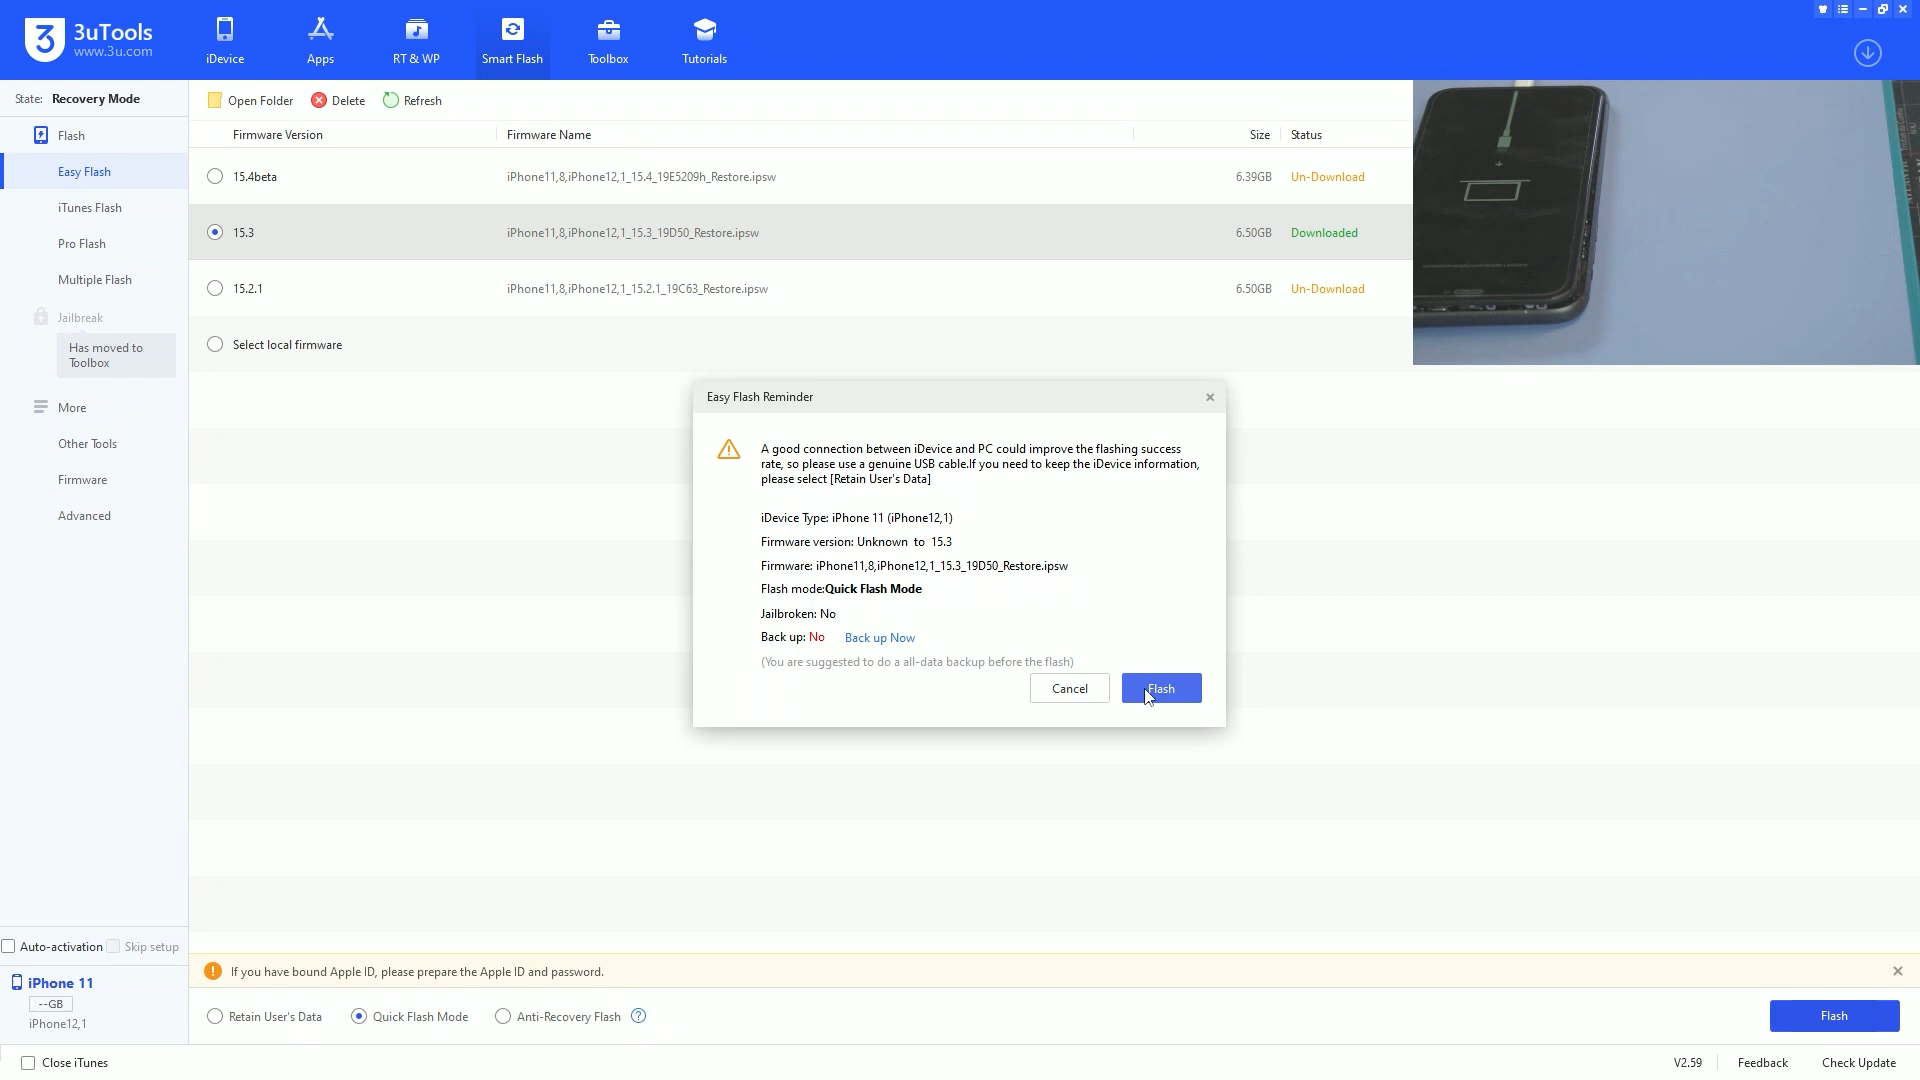 3 3uTools
www.3u.com
iDevice
Apps
RT & WP
Smart Flash
Toolbox
Tutorials
State: Recovery Mode
Flash
Easy Flash
iTunes Flash
Pro Flash
Multiple Flash
Jailbreak
Has moved to
Toolbox
More
Other Tools
Firmware
Advanced
Open Folder Delete Refresh
Firmware Version Firmware Name Size Status
15.4beta iPhone11,8,iPhone12,1_15.4_19E5209h_Restore.ipsw 6.39GB Un-Download
15.3 iPhone11,8,iPhone12,1_15.3_19D50_Restore.ipsw 6.50GB Downloaded
15.2.1 iPhone11,8,iPhone12,1_15.2.1_19C63_Restore.ipsw 6.50GB Un-Download
Select local firmware
Easy Flash Reminder
A good connection between iDevice and PC could improve the flashing success
rate, so please use a genuine USB cable.If you need to keep the iDevice information,
please select [Retain User's Data]
iDevice Type: iPhone 11 (iPhone12,1)
Firmware version: Unknown to 15.3
Firmware: iPhone11,8,iPhone12,1_15.3_19D50_Restore.ipsw
Flash mode:Quick Flash Mode
Jailbroken: No
Back up: No Back up Now
(You are suggested to do a all-data backup before the flash)
Cancel Flash
Auto-activation Skip setup
iPhone 11
--GB
iPhone12,1
If you have bound Apple ID, please prepare the Apple ID and password.
Retain User's Data Quick Flash Mode Anti-Recovery Flash ? Flash
Close iTunes V2.59 Feedback Check Update